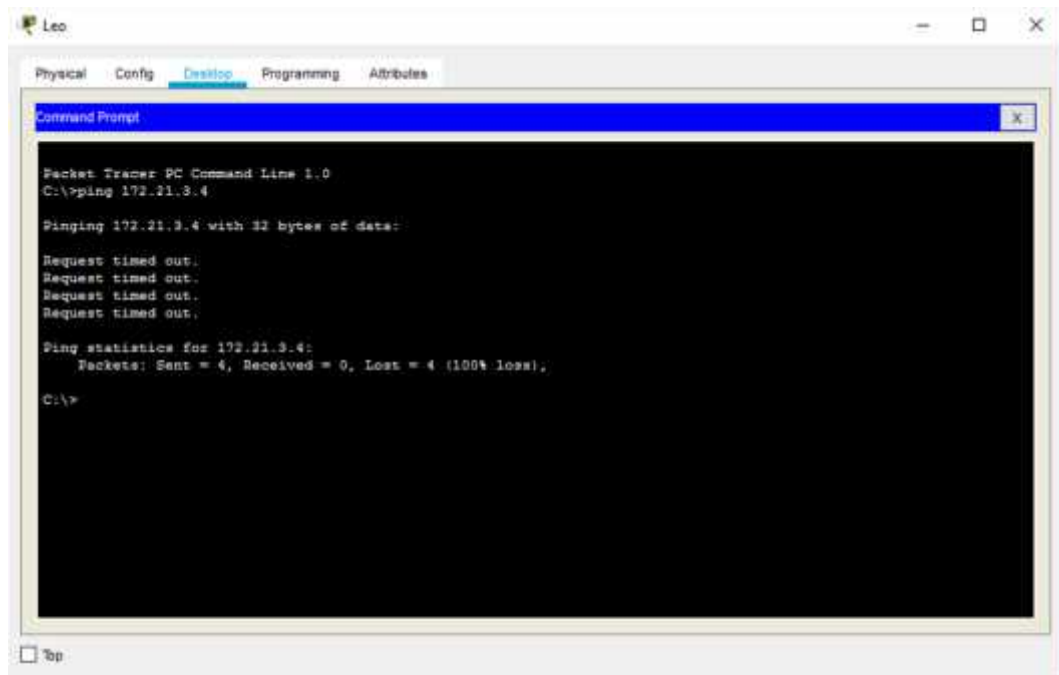 Leo
Physical Config Desktop Programming Attributes
Command Prompt
X
Packet Tracer PC Command Line 1.0
C:\>ping 172.21.3.4
Pinging 172.21.3.4 with 32 bytes of data:
Request timed out.
Request timed out.
Request timed out.
Request timed out.
Ping statistics for 172.21.3.4:
Packets: Sent = 4, Received = 0, Lost = 4 (100% loss),
C:\>
Top